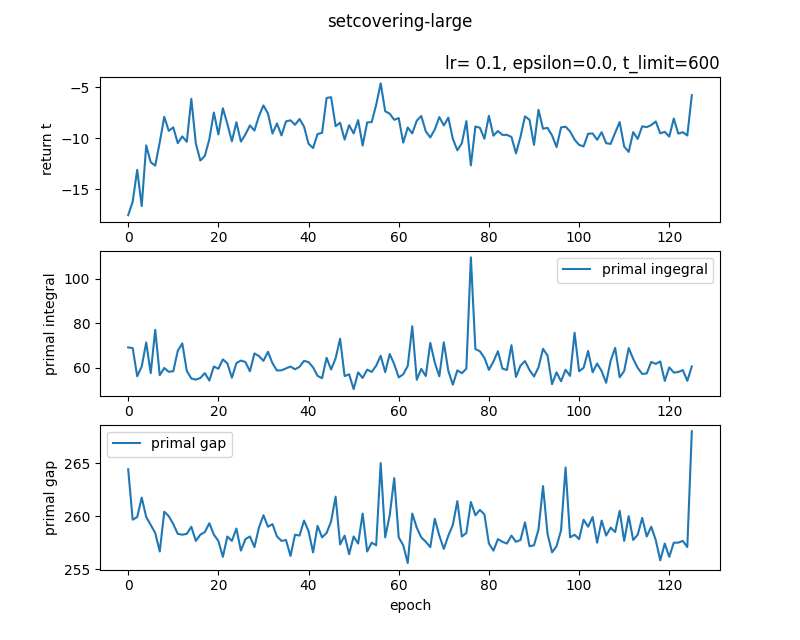 setcovering-large
lr= 0.1, epsilon=0.0, t_limit=600
return t
−5
−10
−15
0 20 40 60 80 100 120
primal integral
primal ingegral
100
80
60
0 20 40 60 80 100 120
primal gap
primal gap
265
260
255
0 20 40 60 80 100 120
epoch